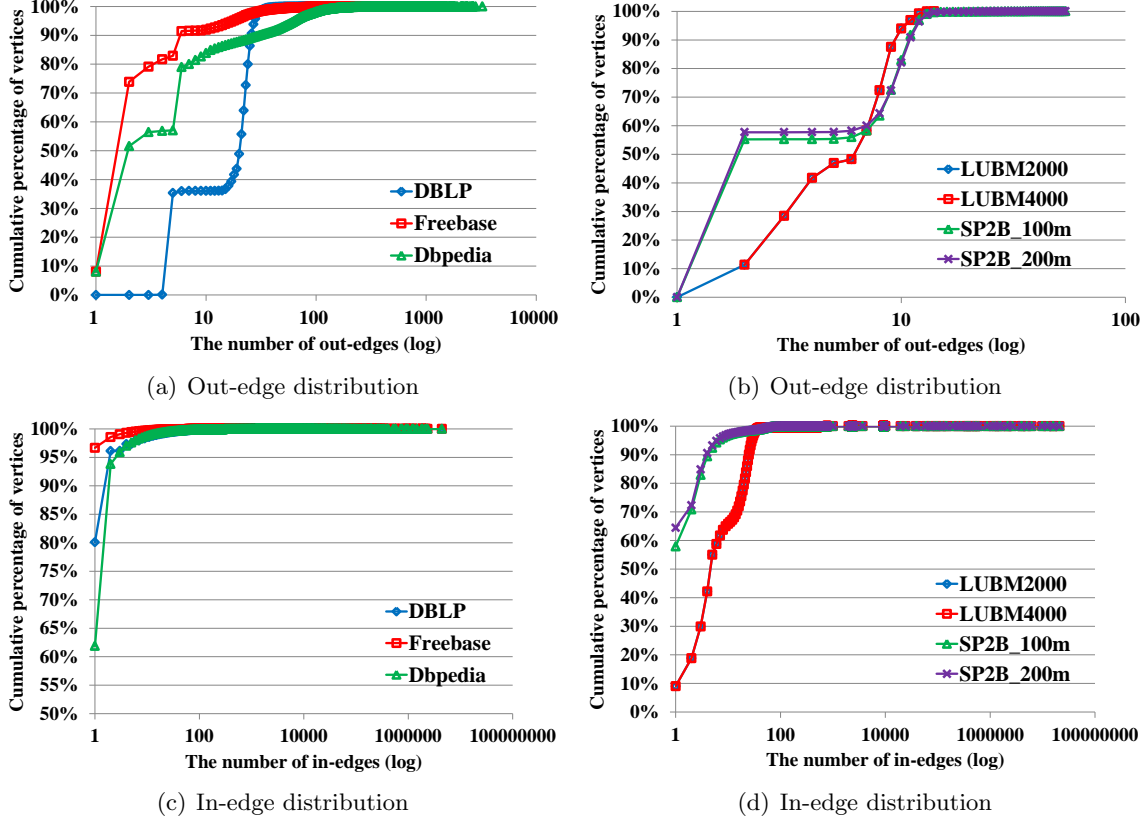 Cumulative percentage of vertices
100%
90%
80%
70%
60%
50%
40%
30%
20%
10%
0%
DBLP
Freebase
Dbpedia
1 10 100 1000 10000
The number of out-edges (log)
(a) Out-edge distribution
Cumulative percentage of vertices
100%
90%
80%
70%
60%
50%
40%
30%
20%
10%
0%
LUBM2000
LUBM4000
SP2B_100m
SP2B_200m
1 10 100
The number of out-edges (log)
(b) Out-edge distribution
Cumulative percentage of vertices
100%
95%
90%
85%
80%
75%
70%
65%
60%
55%
50%
DBLP
Freebase
Dbpedia
1 100 10000 1000000 100000000
The number of in-edges (log)
(c) In-edge distribution
Cumulative percentage of vertices
100%
90%
80%
70%
60%
50%
40%
30%
20%
10%
0%
LUBM2000
LUBM4000
SP2B_100m
SP2B_200m
1 100 10000 1000000 100000000
The number of in-edges (log)
(d) In-edge distribution